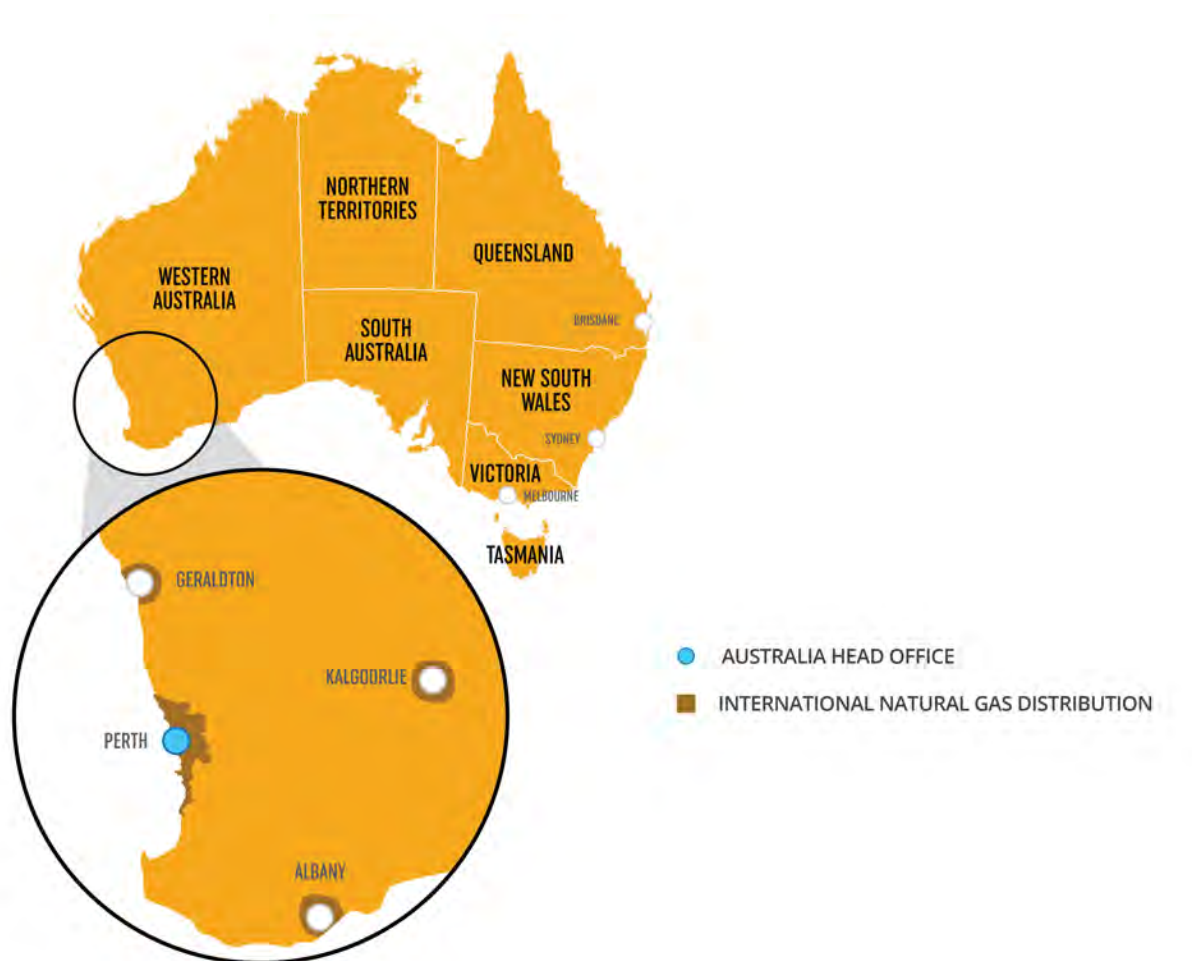 NORTHERN
TERRITORIES
QUEENSLAND
WESTERN
AUSTRALIA
BRISBANE
SOUTH
AUSTRALIA
NEW SOUTH
WALES
SYDNEY
VICTORIA
MELBOURNE
TASMANIA
GERALDTON
KALGOORLIE
PERTH
ALBANY
AUSTRALIA HEAD OFFICE
INTERNATIONAL NATURAL GAS DISTRIBUTION